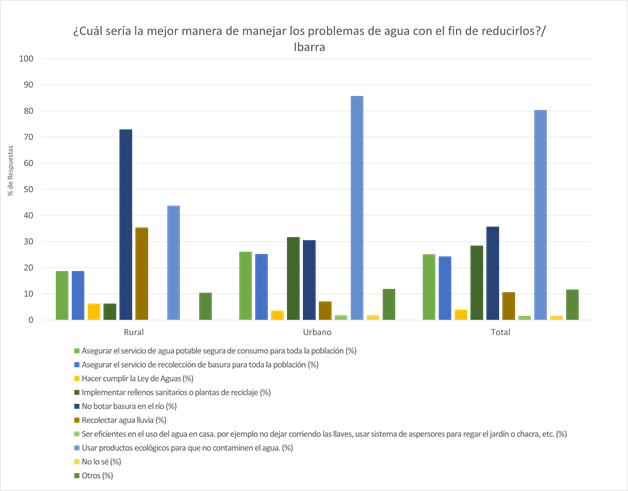 ¿Cuál sería la mejor manera de manejar los problemas de agua con el fin de reducirlos?/
Ibarra
100
90
80
70
60
50
40
30
20
10
0
% de Respuestas
Rural Urbano Total
Asegurar el servicio de agua potable segura de consumo para toda la población (%)
Asegurar el servicio de recolección de basura para toda la población (%)
Hacer cumplir la Ley de Aguas (%)
Implementar rellenos sanitarios o plantas de reciclaje (%)
No botar basura en el río (%)
Recolectar agua lluvia (%)
Ser eficientes en el uso del agua en casa. por ejemplo no dejar corriendo las llaves, usar sistema de aspersores para regar el jardín o chacra, etc. (%)
Usar productos ecológicos para que no contaminen el agua. (%)
No lo sé (%)
Otros (%)